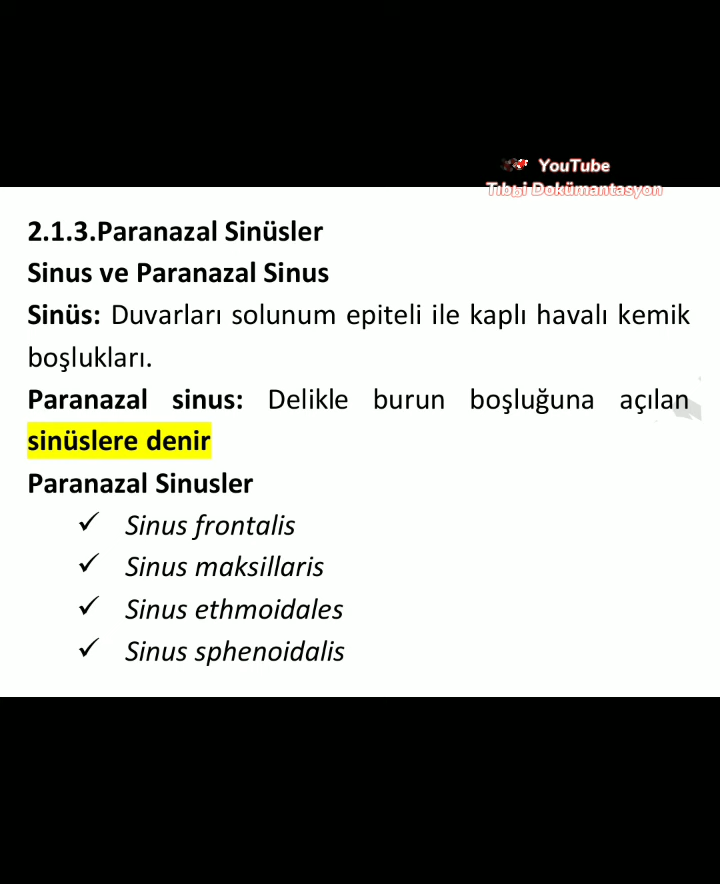 YouTube
Tıbbi Dokümantasyon
2.1.3.Paranazal Sinüsler
Sinus ve Paranazal Sinus
Sinüs: Duvarları solunum epiteli ile kaplı havalı kemik
boşlukları.
Paranazal sinus: Delikle burun boşluğuna açılan
sinüslere denir
Paranazal Sinusler
✓ Sinus frontalis
✓ Sinus maksillaris
✓ Sinus ethmoidales
✓ Sinus sphenoidalis